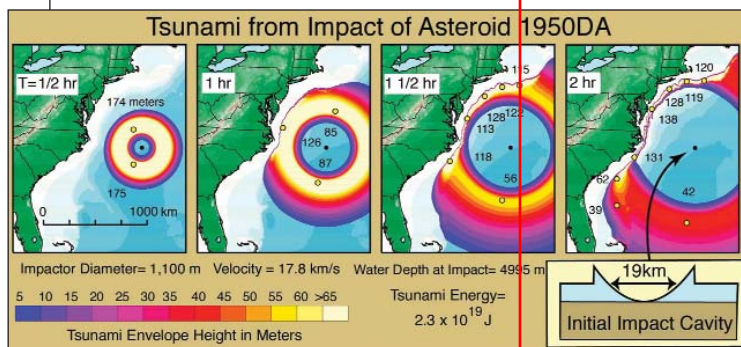 Tsunami from Impact of Asteroid 1950DA
T=1/2 hr
174 meters
175
0 1000 km
1 hr
85
126
87
1 1/2 hr
122
128
113
118
56
2 hr
120
119
128
138
131
62
42
39
Impactor Diameter= 1,100 m Velocity = 17.8 km/s Water Depth at Impact= 4995 m
5 10 15 20 25 30 35 40 45 50 55 60 >65
Tsunami Envelope Height in Meters
Tsunami Energy=
2.3 x 10¹⁹ J
19km
Initial Impact Cavity